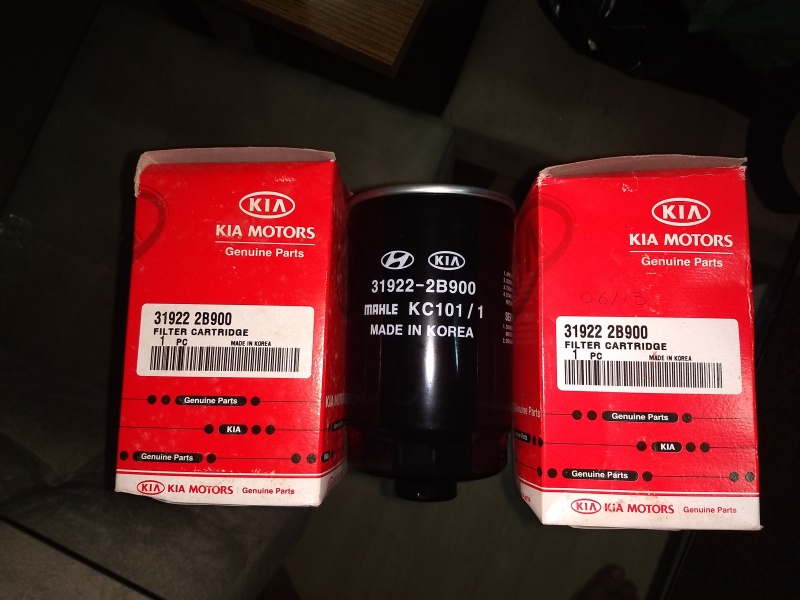 KIA
KIA MOTORS
Genuine Parts
31922 2B900
FILTER CARTRIDGE
1 PC MADE IN KOREA
Genuine Parts
KIA
Genuine Parts
KIA KIA MOTORS Genuine Parts
KIA
31922-2B900
MAHLE KC101/1
MADE IN KOREA
KIA
KIA MOTORS
Genuine Parts
06/13
31922 2B900
FILTER CARTRIDGE
1 PC MADE IN KOREA
Genuine Parts
KIA
Genuine Parts
KIA KIA MOTORS Genuine Parts